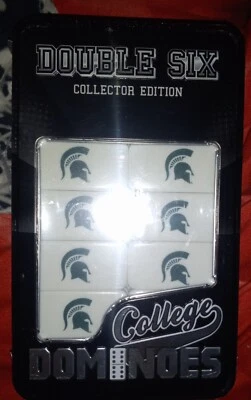 DOUBLE SIX
COLLECTOR EDITION
College
DOMINOES